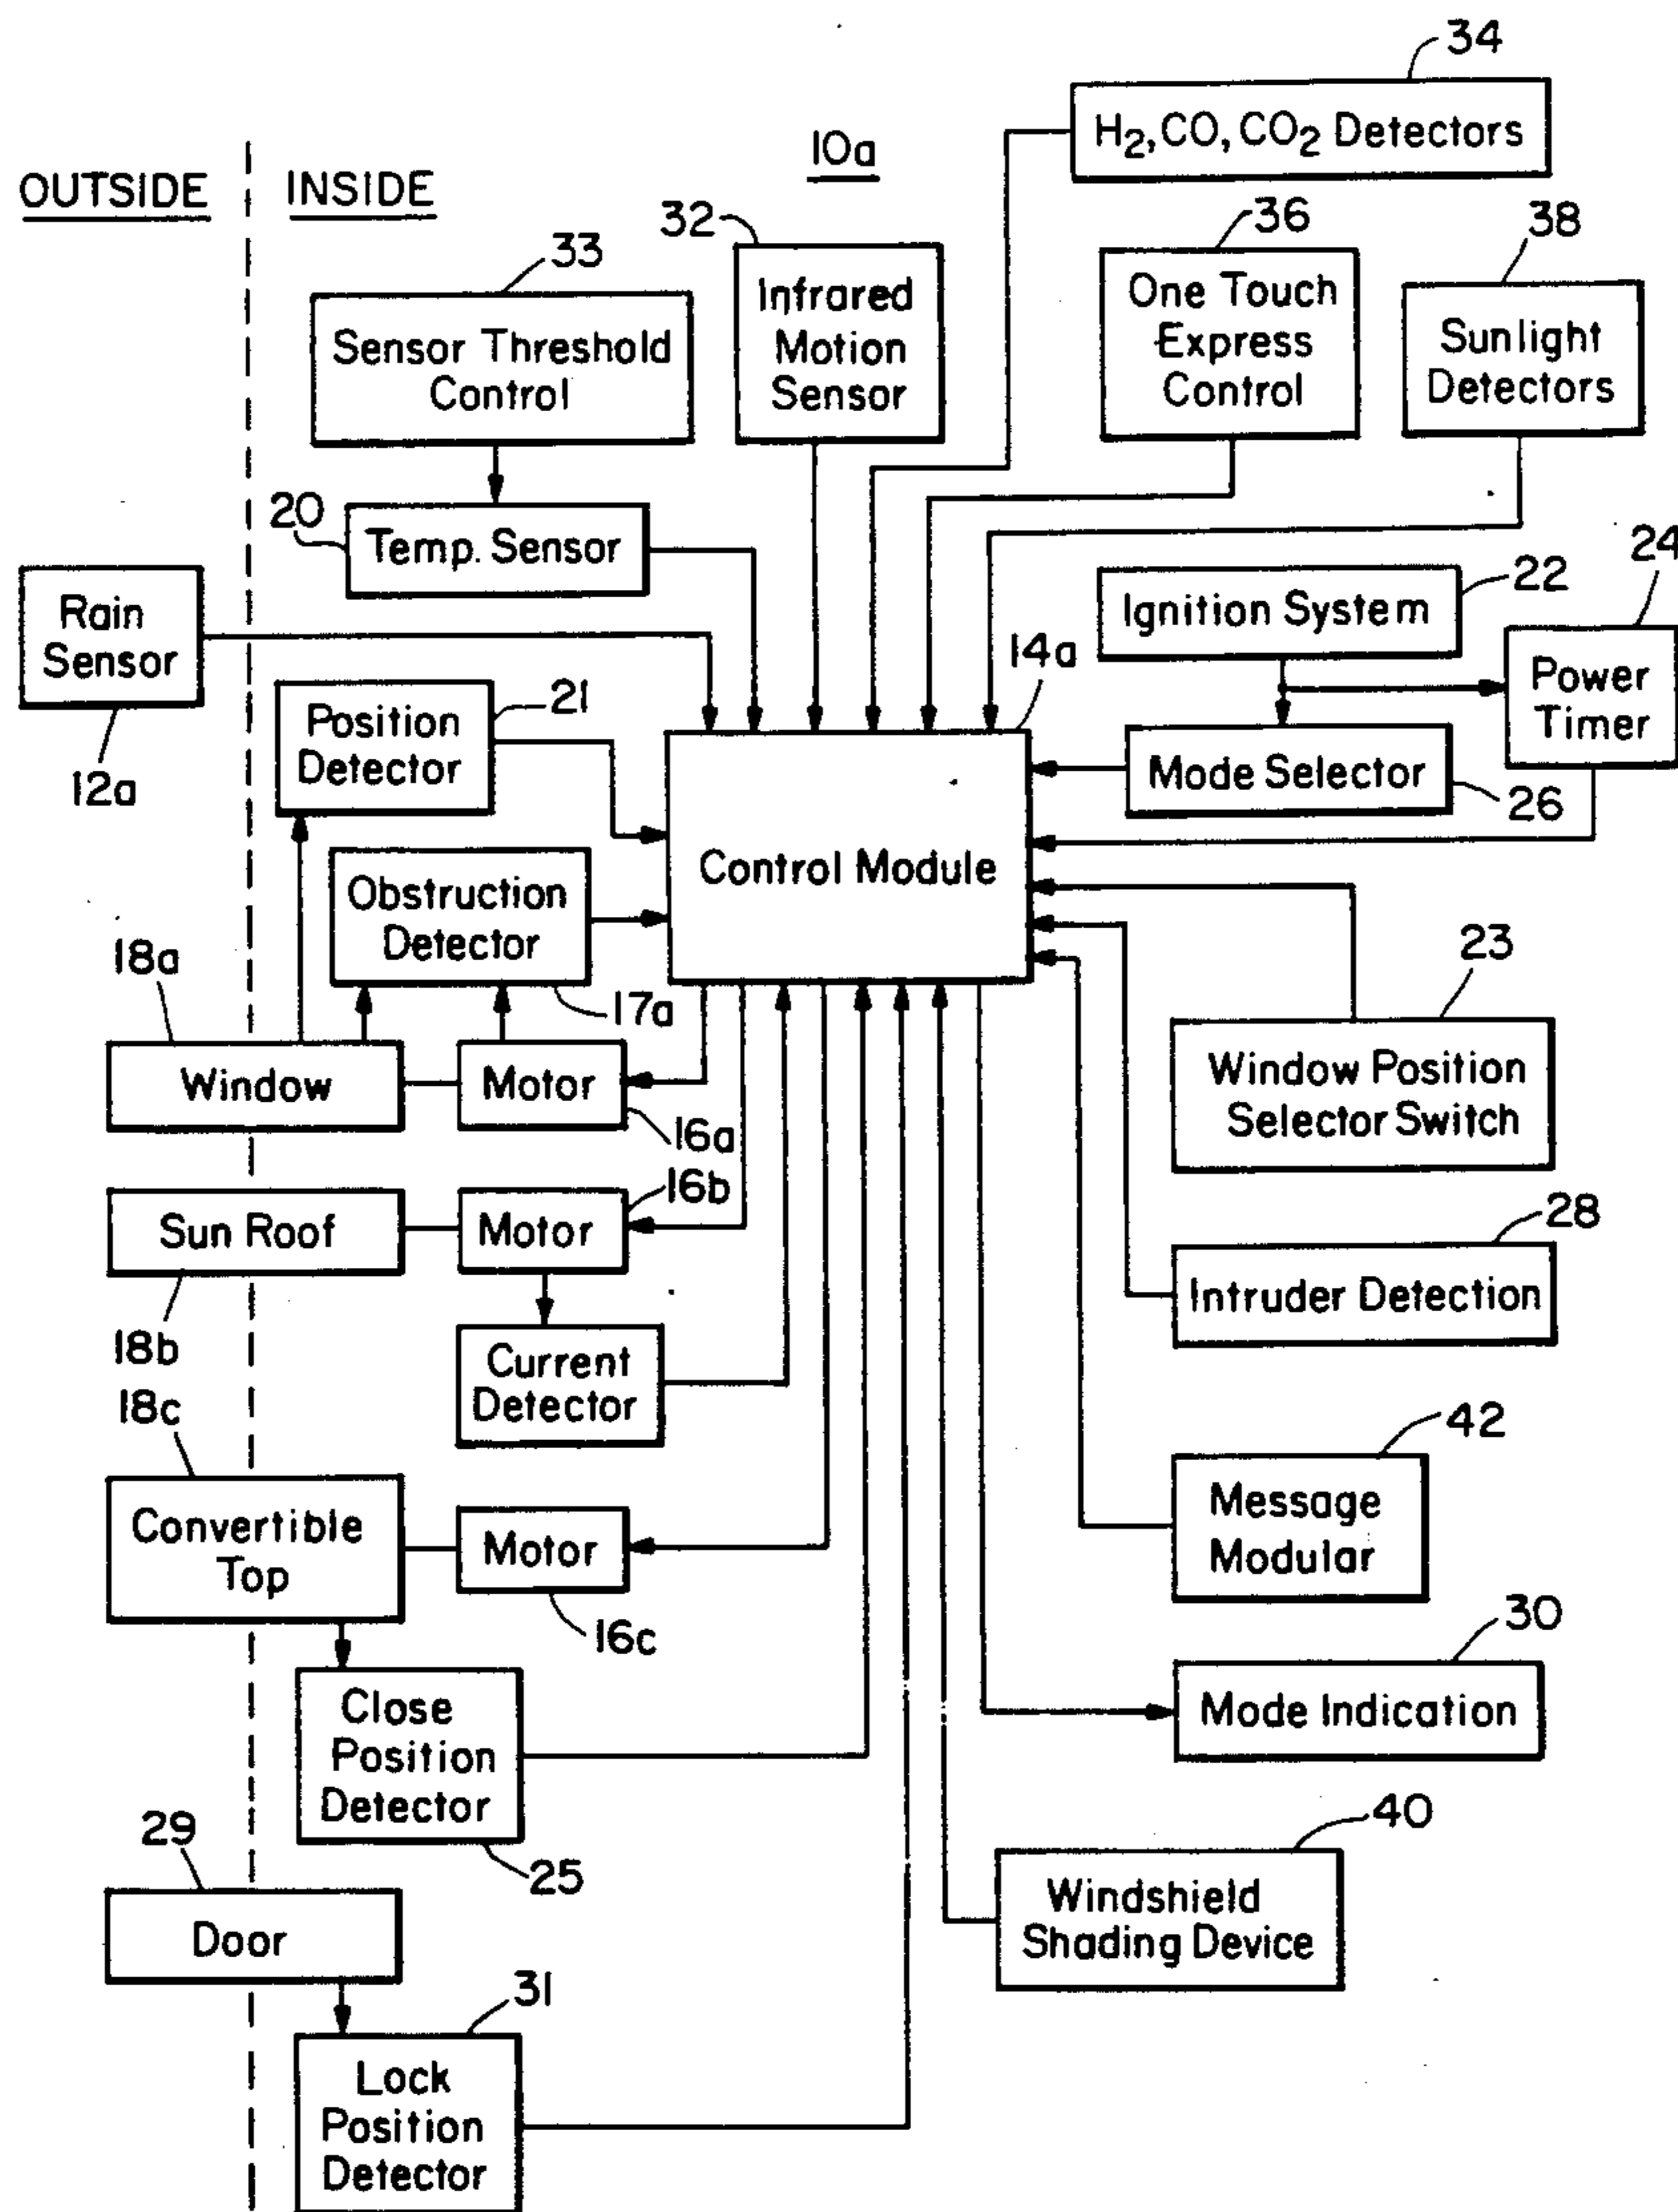 34
H2, CO, CO2 Detectors
10a
OUTSIDE
INSIDE
33
Sensor Threshold
Control
32
Infrared
Motion
Sensor
36
One Touch
Express
Control
38
Sunlight
Detectors
20
Temp. Sensor
Rain
Sensor
12a
Ignition System
22
24
Power
Timer
14a
21
Position
Detector
Mode Selector
26
Control Module
Obstruction
Detector
17a
18a
Window
Motor
16a
23
Window Position
Selector Switch
16b
Sun Roof
Motor
18b
28
Intruder Detection
Current
Detector
18c
Convertible
Top
Motor
16c
42
Message
Modular
30
Mode Indication
Close
Position
Detector
25
40
Windshield
Shading Device
29
Door
31
Lock
Position
Detector